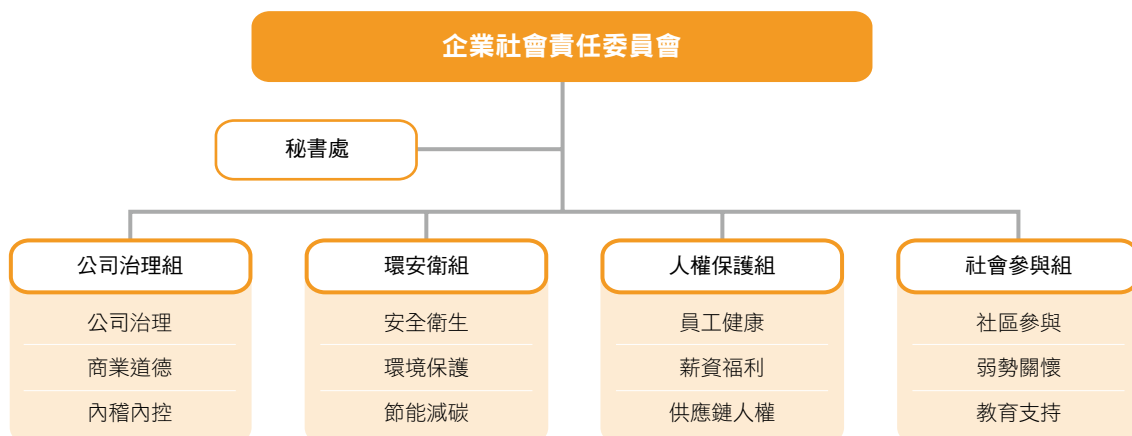 企業社會責任委員會
秘書處
公司治理組
公司治理
商業道德
內稽內控
環安衛組
安全衛生
環境保護
節能減碳
人權保護組
員工健康
薪資福利
供應鏈人權
社會參與組
社區參與
弱勢關懷
教育支持